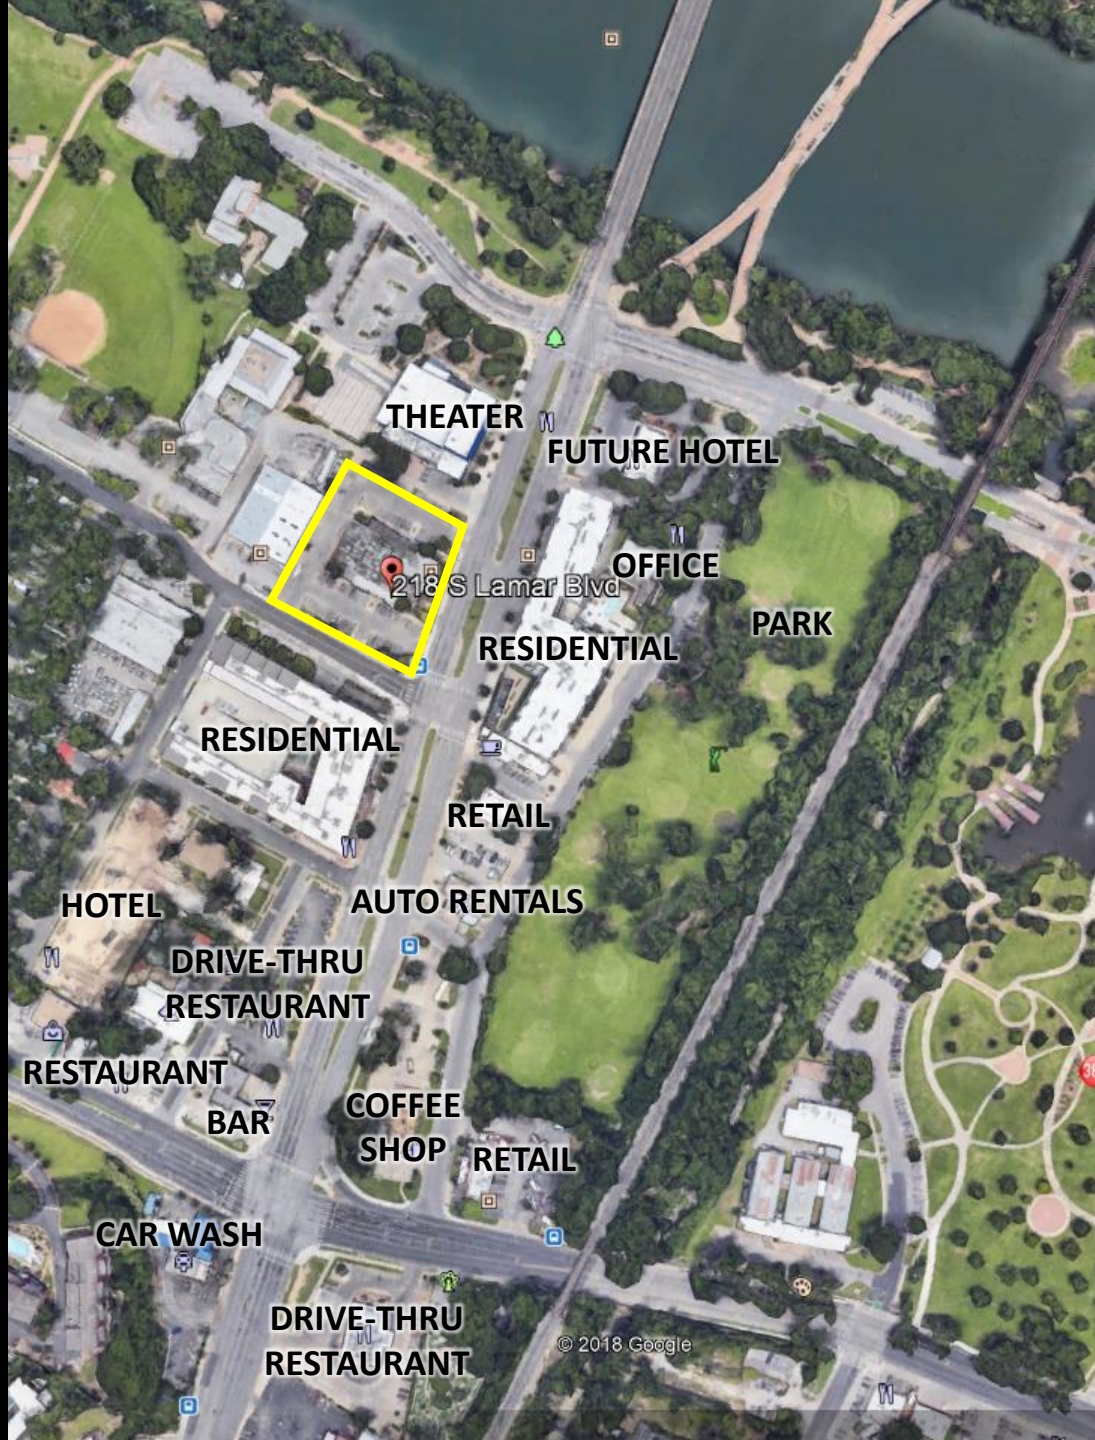 THEATER
FUTURE HOTEL
OFFICE
218 S Lamar Blvd
PARK
RESIDENTIAL
RESIDENTIAL
RETAIL
HOTEL
AUTO RENTALS
DRIVE-THRU
RESTAURANT
RESTAURANT
BAR
COFFEE
SHOP
RETAIL
CAR WASH
DRIVE-THRU
RESTAURANT
© 2018 Google